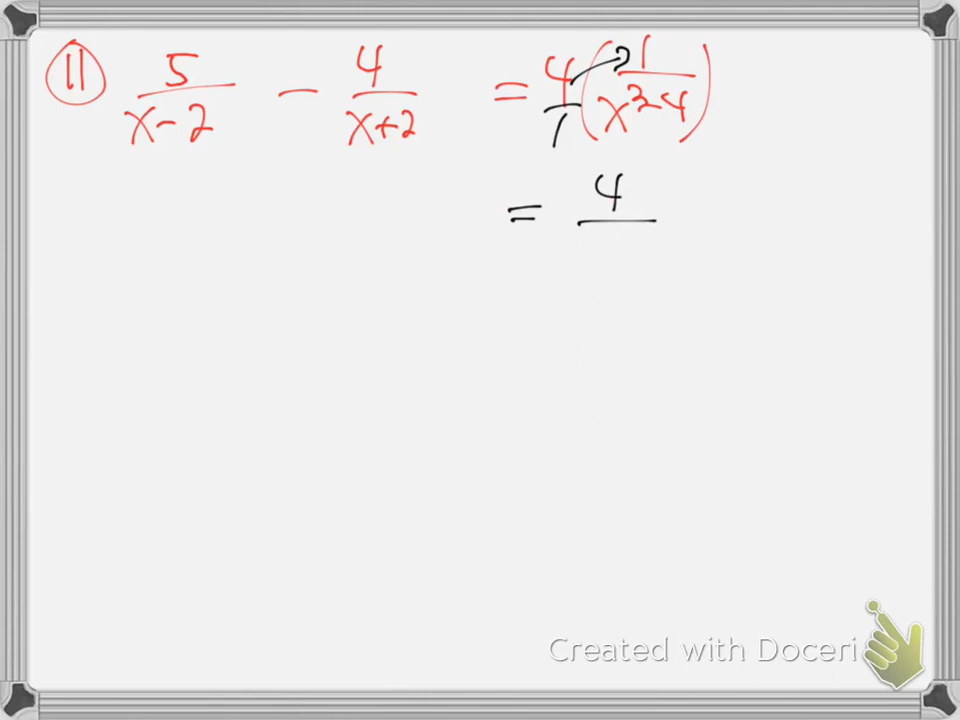 11 5/(x-2) - 4/(x+2) = 4/1 (1/(x²-4))
= 4/
Created with Doceri